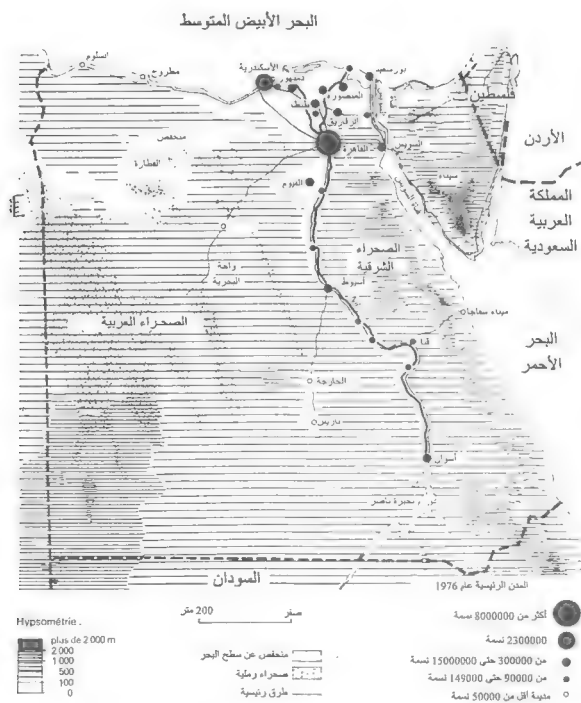 البحر الأبيض المتوسط
اسلوم
مطروح
الأسكندرية
دمنهور
طنطا
المنصورة
الزقازيق
بورسعيد
فلسطين
القاهرة
السويس
سيناء
الأردن
المملكة
العربية
السعودية
منخفض
القطارة
الفيوم
واحة
البحرية
الصحراء
الشرقية
أسيوط
ميناء سفاجا
الصحراء العربية
البحر
الأحمر
قنا
الخارجة
باريس
أسوان
بحيرة ناصر
السودان
المدن الرئيسية عام 1976
أكثر من 8000000 نسمة
2300000 نسمة
من 300000 حتى 15000000 نسمة
من 90000 حتى 149000 نسمة
مدينة أقل من 50000 نسمة
صفر 200 متر
منخفض عن سطح البحر
صحراء رملية
طرق رئيسية
Hypsométrie.
plus de 2 000 m
2 000
1 000
500
100
0